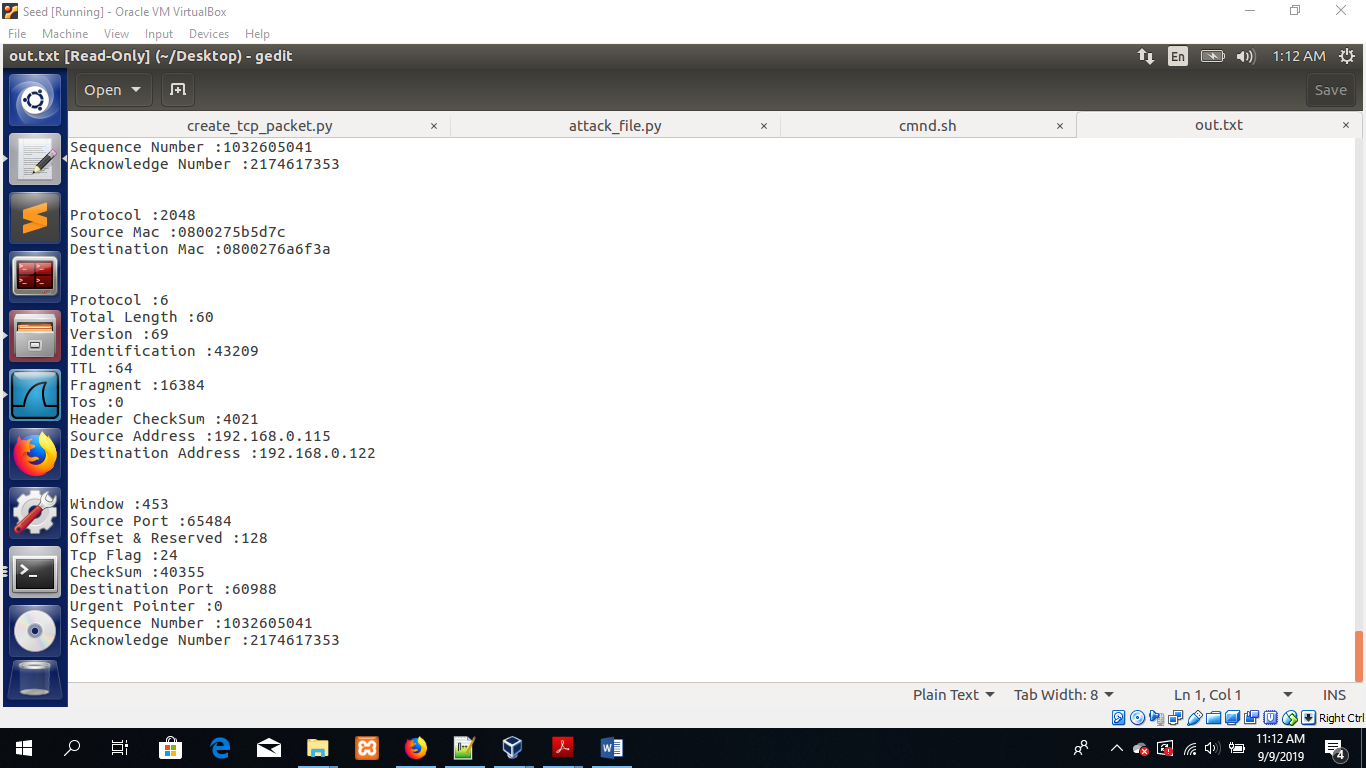 Seed [Running] - Oracle VM VirtualBox
File Machine View Input Devices Help
out.txt [Read-Only] (~/Desktop) - gedit En 1:12 AM
Open Save
create_tcp_packet.py × attack_file.py × cmnd.sh × out.txt ×
Sequence Number :1032605041
Acknowledge Number :2174617353
Protocol :2048
Source Mac :0800275b5d7c
Destination Mac :0800276a6f3a
Protocol :6
Total Length :60
Version :69
Identification :43209
TTL :64
Fragment :16384
Tos :0
Header CheckSum :4021
Source Address :192.168.0.115
Destination Address :192.168.0.122
Window :453
Source Port :65484
Offset & Reserved :128
Tcp Flag :24
CheckSum :40355
Destination Port :60988
Urgent Pointer :0
Sequence Number :1032605041
Acknowledge Number :2174617353
Plain Text Tab Width: 8 Ln 1, Col 1 INS
Right Ctrl
11:12 AM
9/9/2019
4